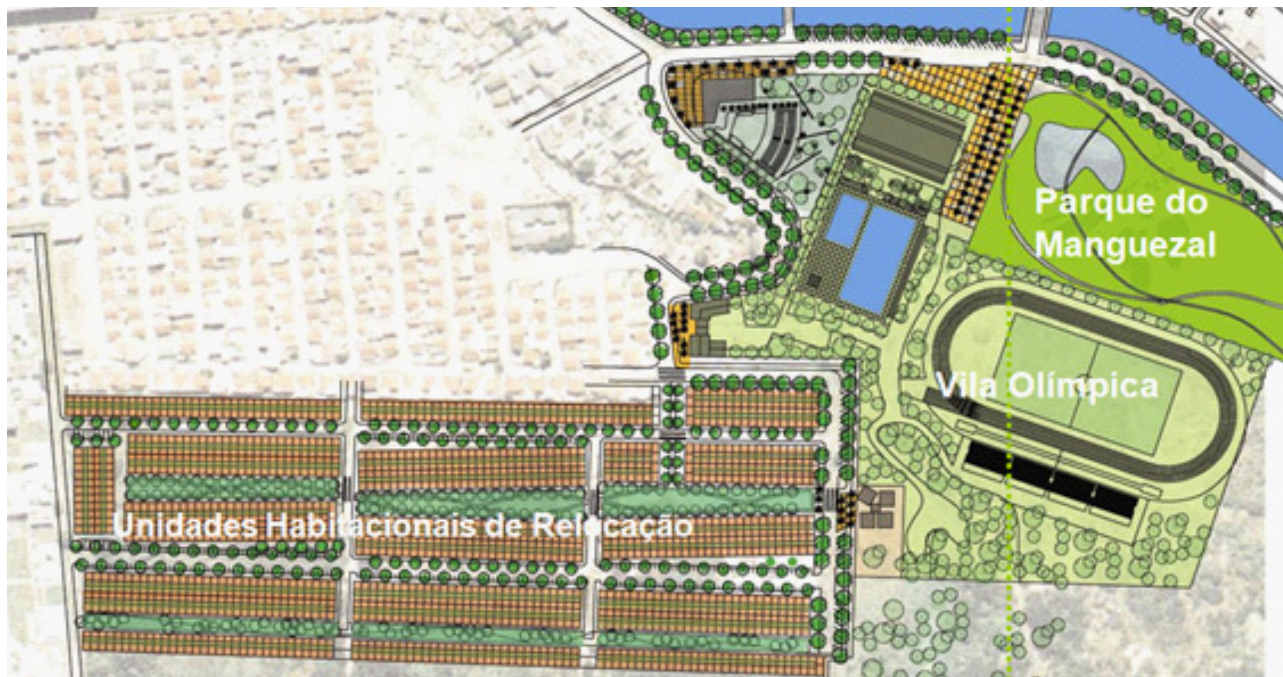 Parque do
Manguezal
Vila Olímpica
Unidades Habitacionais de Relocação